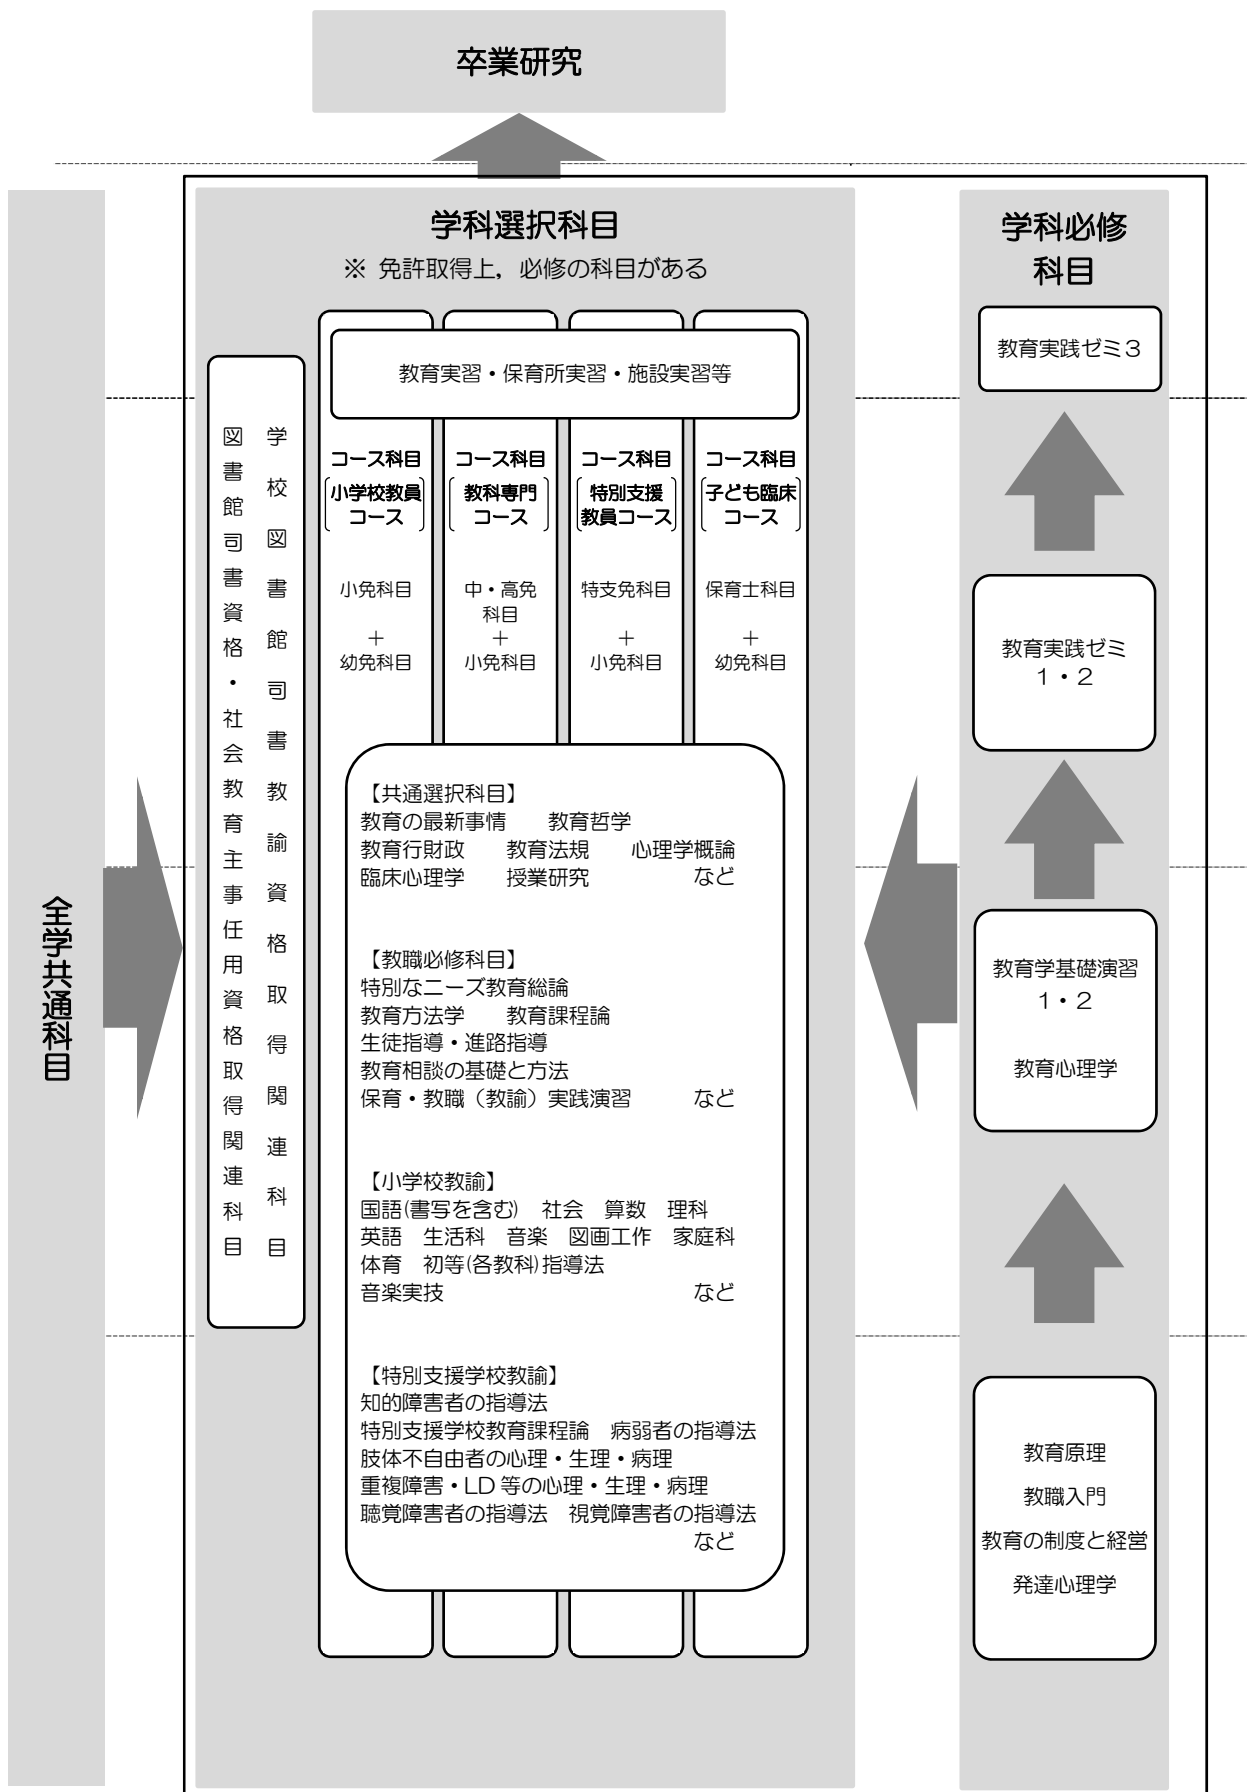 卒業研究
全学共通科目
学科選択科目
※ 免許取得上，必修の科目がある
学校図書館司書教諭資格取得関連科目
図書館司書資格・社会教育主事任用資格取得関連科目
教育実習・保育所実習・施設実習等
コース科目
小学校教員
コース
小免科目
＋
幼免科目
コース科目
教科専門
コース
中・高免
科目
＋
小免科目
コース科目
特別支援
教員コース
特支免科目
＋
小免科目
コース科目
子ども臨床
コース
保育士科目
＋
幼免科目
【共通選択科目】
教育の最新事情　　教育哲学
教育行財政　　教育法規　　心理学概論
臨床心理学　　授業研究　　　　　など
【教職必修科目】
特別なニーズ教育総論
教育方法学　　教育課程論
生徒指導・進路指導
教育相談の基礎と方法
保育・教職（教諭）実践演習　　　など
【小学校教諭】
国語(書写を含む)　社会　算数　理科
英語　生活科　音楽　図画工作　家庭科
体育　初等(各教科)指導法
音楽実技　　　　　　　　　　　　など
【特別支援学校教諭】
知的障害者の指導法
特別支援学校教育課程論　病弱者の指導法
肢体不自由者の心理・生理・病理
重複障害・LD 等の心理・生理・病理
聴覚障害者の指導法　視覚障害者の指導法
など
学科必修
科目
教育実践ゼミ３
教育実践ゼミ
１・２
教育学基礎演習
１・２
教育心理学
教育原理
教職入門
教育の制度と経営
発達心理学